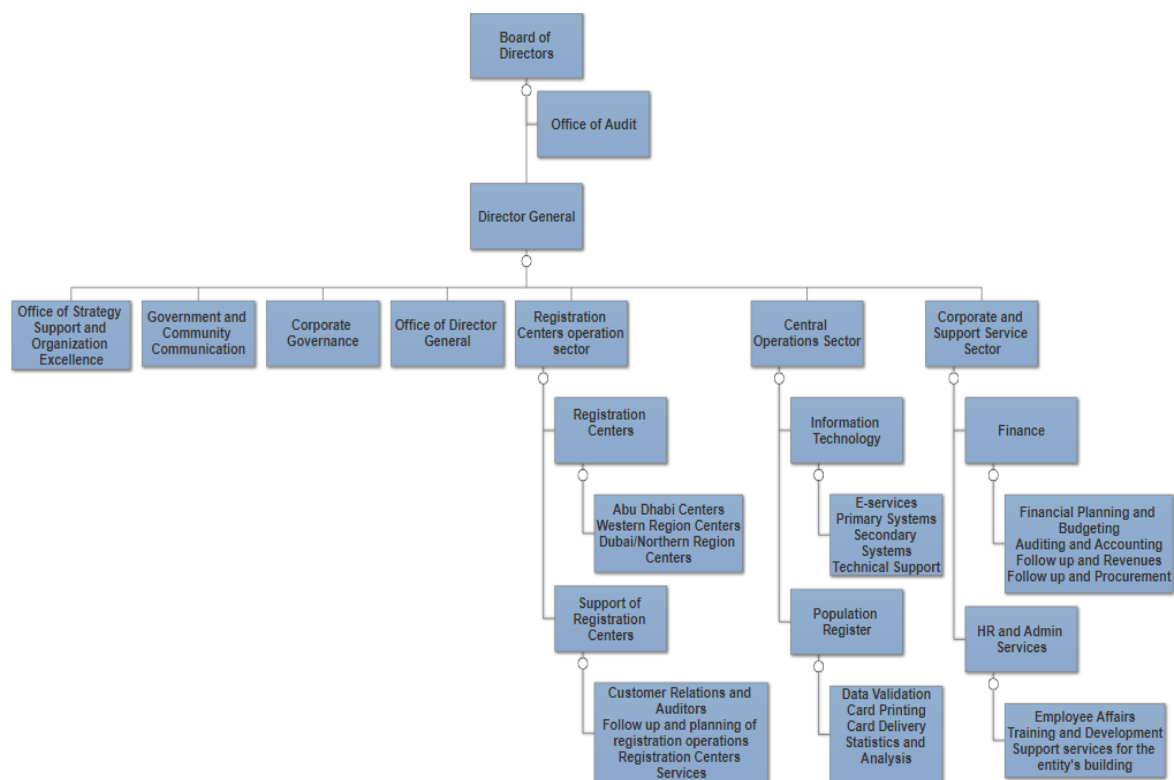 Board of
Directors
Office of Audit
Director General
Office of Strategy
Support and
Organization
Excellence
Government and
Community
Communication
Corporate
Governance
Office of Director
General
Registration
Centers operation
sector
Central
Operations Sector
Corporate and
Support Service
Sector
Registration
Centers
Abu Dhabi Centers
Western Region Centers
Dubai/Northern Region
Centers
Support of
Registration
Centers
Customer Relations and
Auditors
Follow up and planning of
registration operations
Registration Centers
Services
Information
Technology
E-services
Primary Systems
Secondary
Systems
Technical Support
Population
Register
Data Validation
Card Printing
Card Delivery
Statistics and
Analysis
Finance
Financial Planning and
Budgeting
Auditing and Accounting
Follow up and Revenues
Follow up and Procurement
HR and Admin
Services
Employee Affairs
Training and Development
Support services for the
entity's building